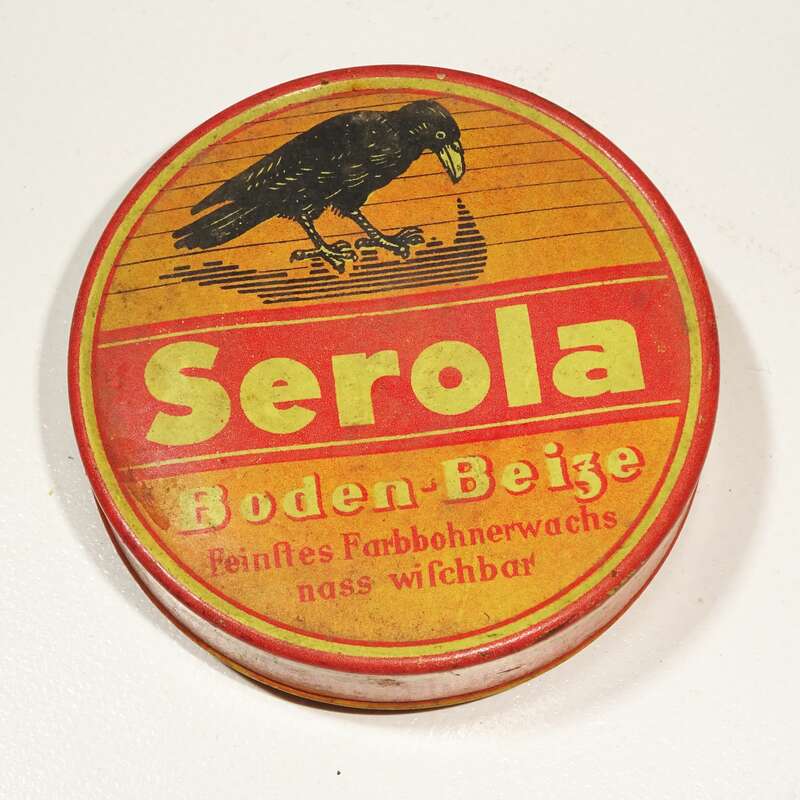 Serola
Boden-Beize
Feinſtes Farbbohnerwachs
nass wiſchbar